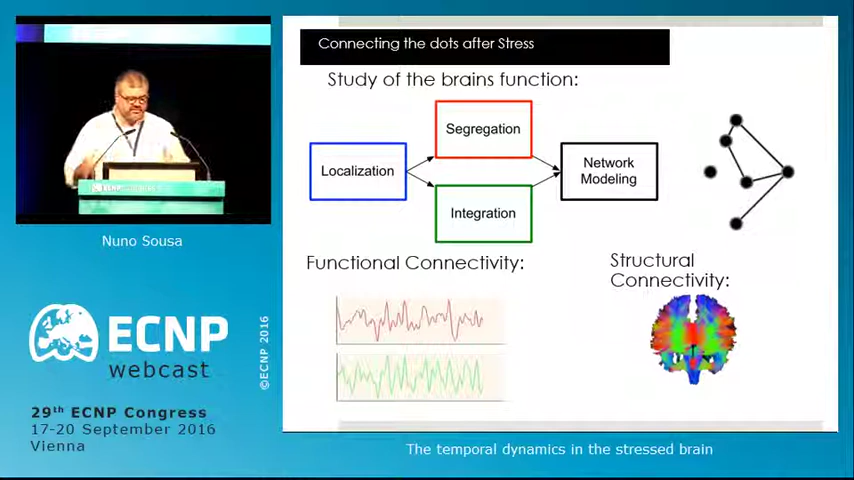 Connecting the dots after Stress
Study of the brains function:
Segregation
Localization
Network
Modeling
Integration
Functional Connectivity:
Structural
Connectivity:
Nuno Sousa
ECNP
webcast
©ECNP 2016
29th ECNP Congress
17-20 September 2016
Vienna
The temporal dynamics in the stressed brain